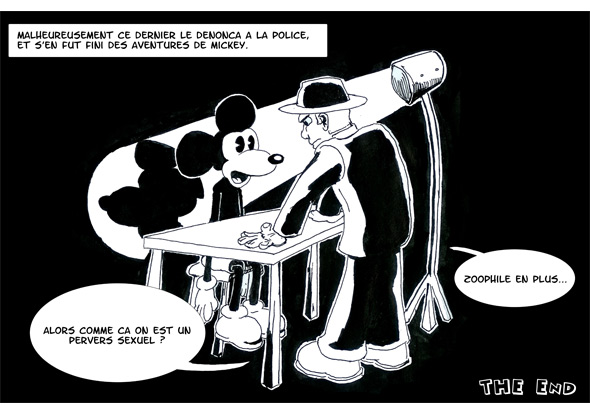 MALHEUREUSEMENT CE DERNIER LE DENONCA A LA POLICE,
ET S'EN FUT FINI DES AVENTURES DE MICKEY.
ZOOPHILE EN PLUS...
ALORS COMME CA ON EST UN
PERVERS SEXUEL ?
THE END